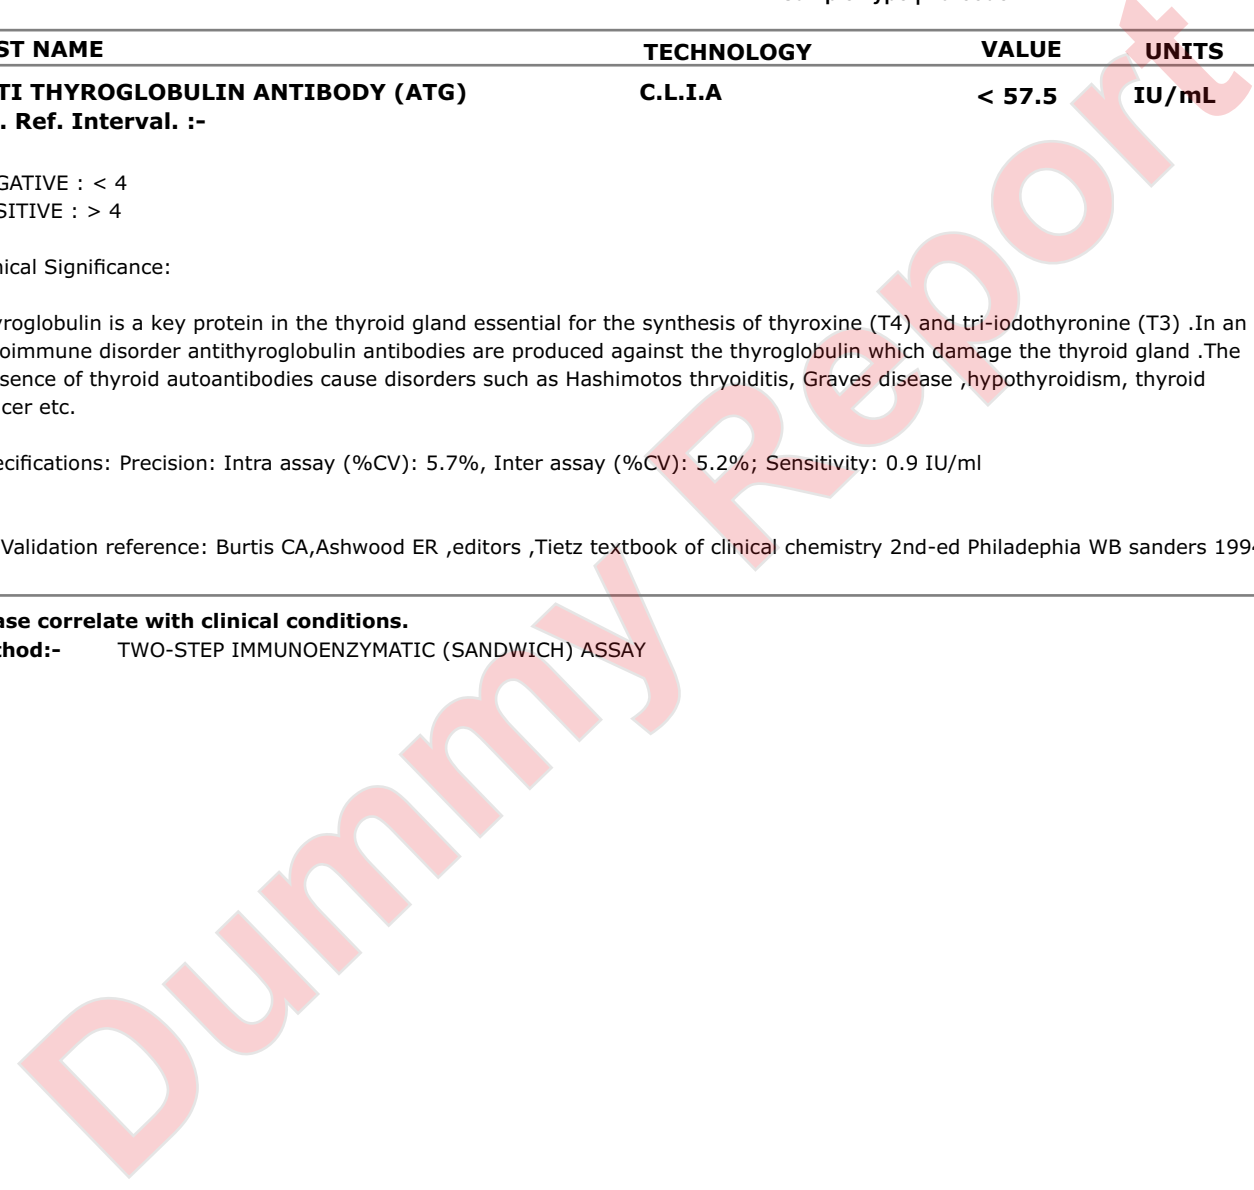 ST NAME TECHNOLOGY VALUE UNITS
TI THYROGLOBULIN ANTIBODY (ATG) C.L.I.A < 57.5 IU/mL
. Ref. Interval. :-
GATIVE : < 4
SITIVE : > 4
nical Significance:
yroglobulin is a key protein in the thyroid gland essential for the synthesis of thyroxine (T4) and tri-iodothyronine (T3) .In an
oimmune disorder antithyroglobulin antibodies are produced against the thyroglobulin which damage the thyroid gland .The
sence of thyroid autoantibodies cause disorders such as Hashimotos thryoiditis, Graves disease ,hypothyroidism, thyroid
cer etc.
ecifications: Precision: Intra assay (%CV): 5.7%, Inter assay (%CV): 5.2%; Sensitivity: 0.9 IU/ml
Validation reference: Burtis CA,Ashwood ER ,editors ,Tietz textbook of clinical chemistry 2nd-ed Philadephia WB sanders 1994
ase correlate with clinical conditions.
thod:- TWO-STEP IMMUNOENZYMATIC (SANDWICH) ASSAY
Dummy Report